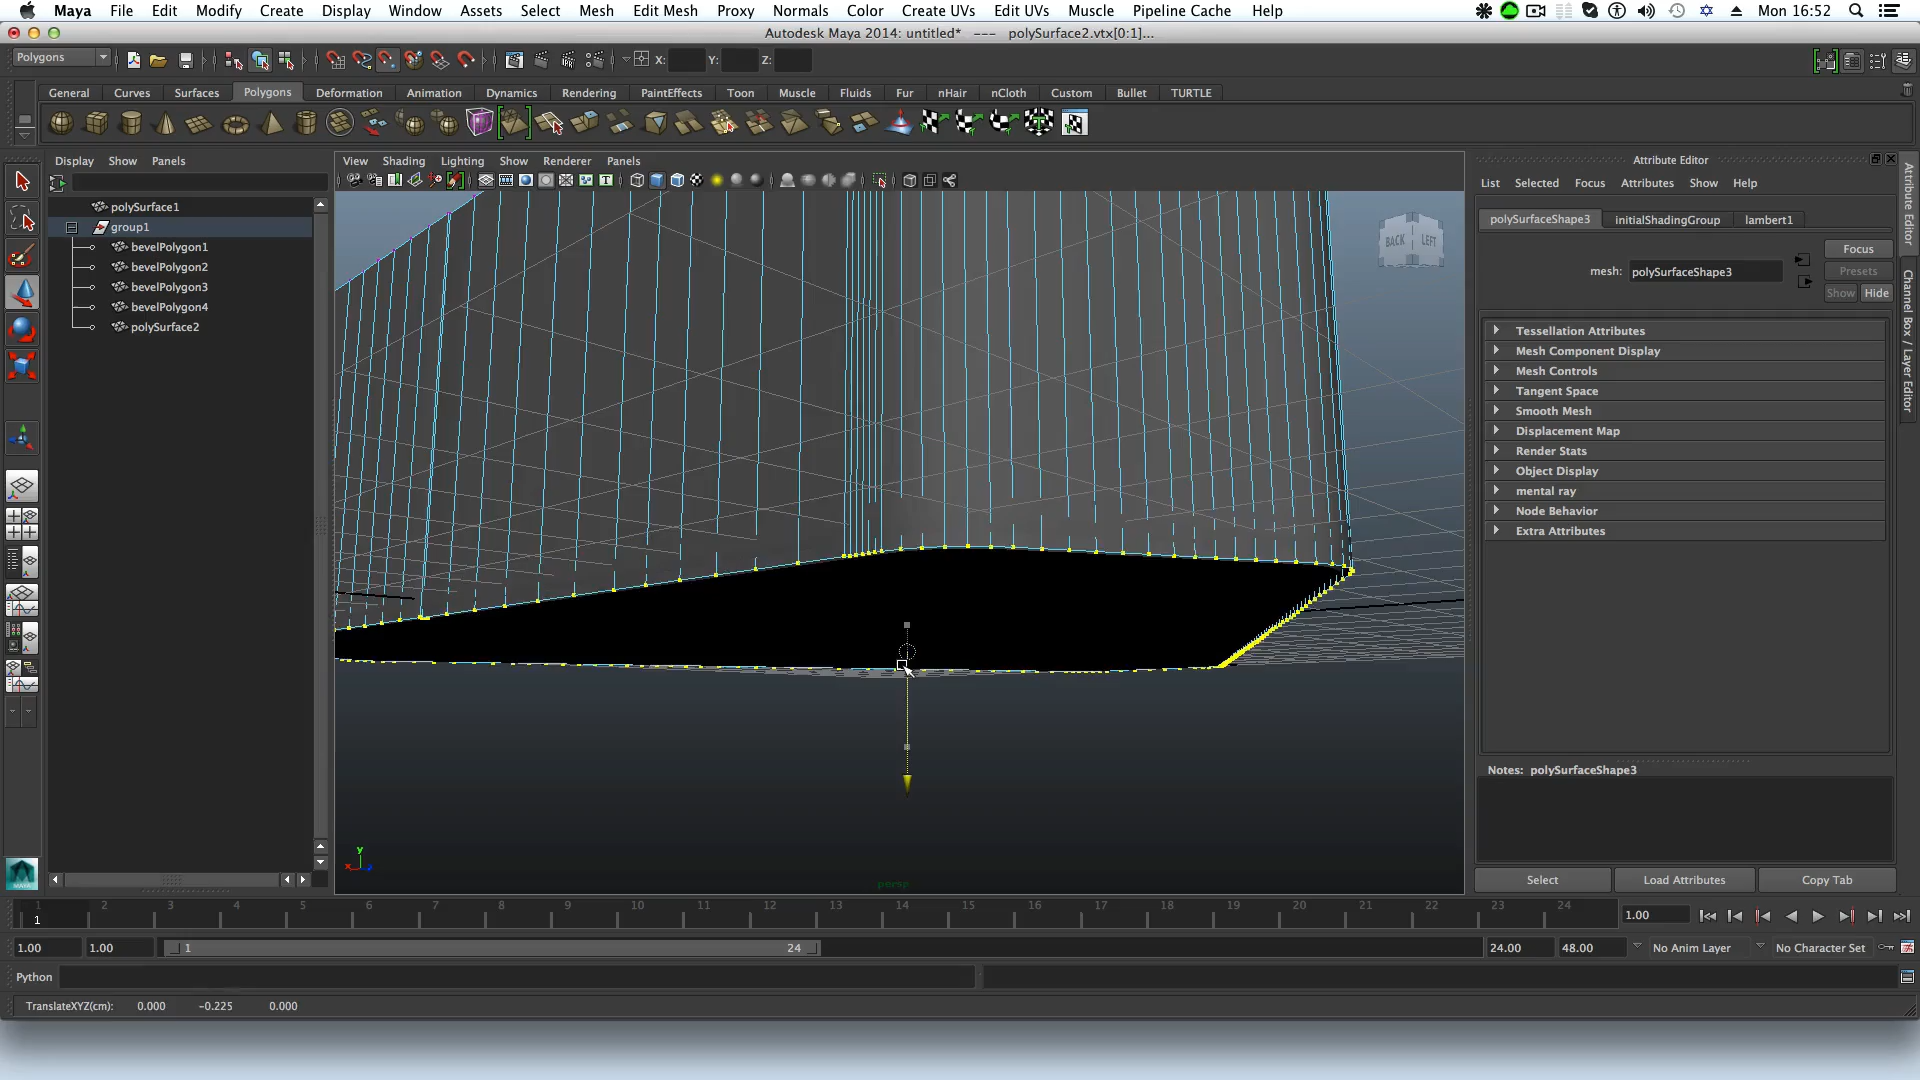 Maya File Edit Modify Create Display Window Assets Select Mesh Edit Mesh Proxy Normals Color Create UVs Edit UVs Muscle Pipeline Cache Help Mon 16:52
Autodesk Maya 2014: untitled* --- polySurface2.vtx[0:1]...
Polygons X: Y: Z:
General Curves Surfaces Polygons Deformation Animation Dynamics Rendering PaintEffects Toon Muscle Fluids Fur nHair nCloth Custom Bullet TURTLE
Display Show Panels
View Shading Lighting Show Renderer Panels
Attribute Editor
List Selected Focus Attributes Show Help
polySurface1
group1
bevelPolygon1
bevelPolygon2
bevelPolygon3
bevelPolygon4
polySurface2
BACK LEFT
polySurfaceShape3 initialShadingGroup lambert1
Focus
mesh: polySurfaceShape3 Presets
Show Hide
Tessellation Attributes
Mesh Component Display
Mesh Controls
Tangent Space
Smooth Mesh
Displacement Map
Render Stats
Object Display
mental ray
Node Behavior
Extra Attributes
Notes: polySurfaceShape3
Select Load Attributes Copy Tab
Attribute Editor
Channel Box / Layer Editor
y
x z
persp
MAYA
1 2 3 4 5 6 7 8 9 10 11 12 13 14 15 16 17 18 19 20 21 22 23 24
1 1.00
1.00 1.00 1 24 24.00 48.00 No Anim Layer No Character Set
Python
TranslateXYZ(cm): 0.000 -0.225 0.000